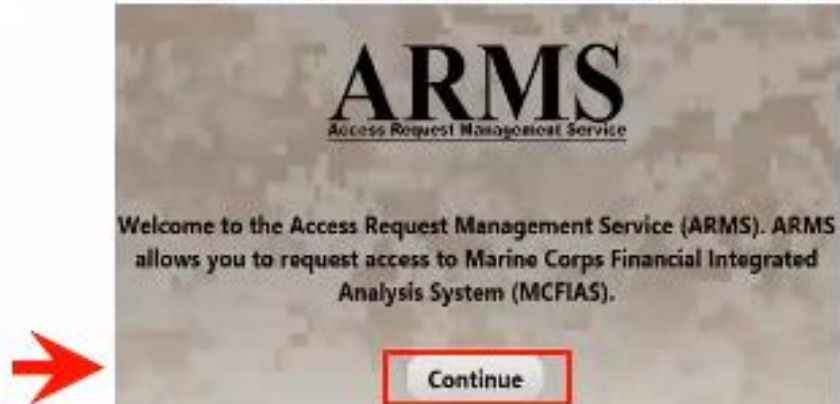 ARMS
Access Request Management Service
Welcome to the Access Request Management Service (ARMS). ARMS
allows you to request access to Marine Corps Financial Integrated
Analysis System (MCFIAS).
Continue